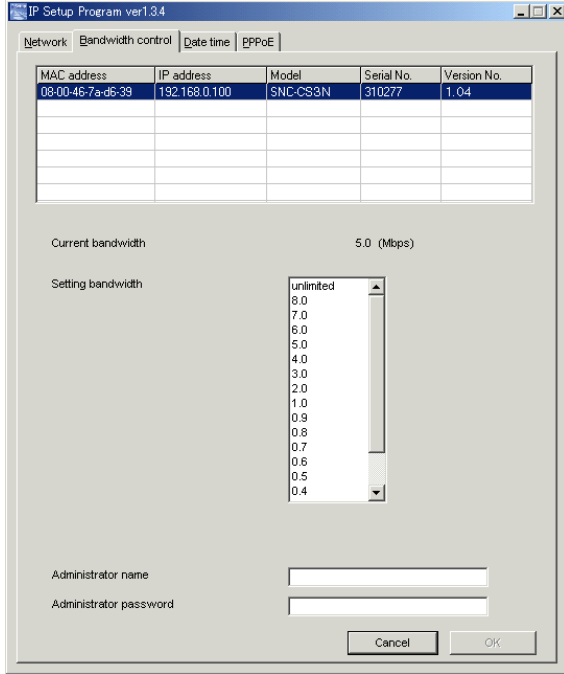 IP Setup Program ver1.3.4
Network Bandwidth control Date time PPPoE
MAC address IP address Model Serial No. Version No.
08-00-46-7a-d6-39 192.168.0.100 SNC-CS3N 310277 1.04
Current bandwidth 5.0 (Mbps)
Setting bandwidth
unlimited
8.0
7.0
6.0
5.0
4.0
3.0
2.0
1.0
0.9
0.8
0.7
0.6
0.5
0.4
Administrator name
Administrator password
Cancel OK